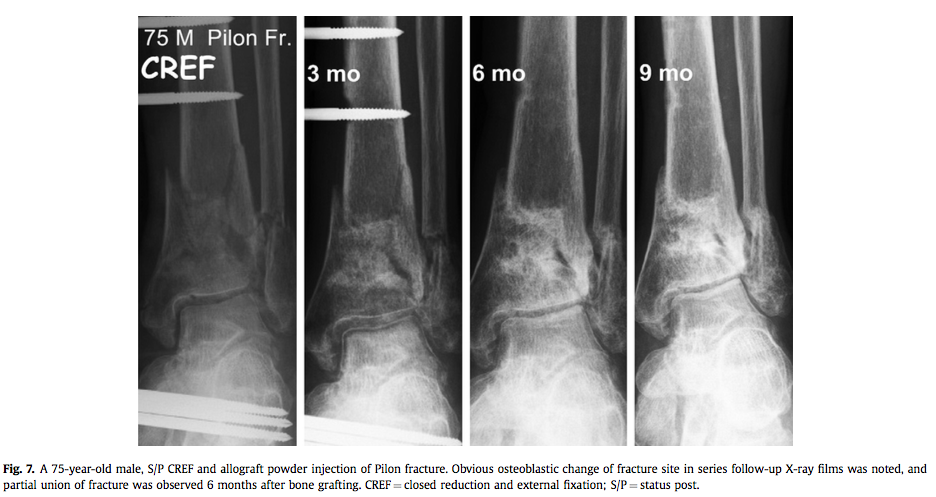 75 M Pilon Fr.
CREF
3 mo
6 mo
9 mo
Fig. 7. A 75-year-old male, S/P CREF and allograft powder injection of Pilon fracture. Obvious osteoblastic change of fracture site in series follow-up X-ray films was noted, and
partial union of fracture was observed 6 months after bone grafting. CREF = closed reduction and external fixation; S/P = status post.